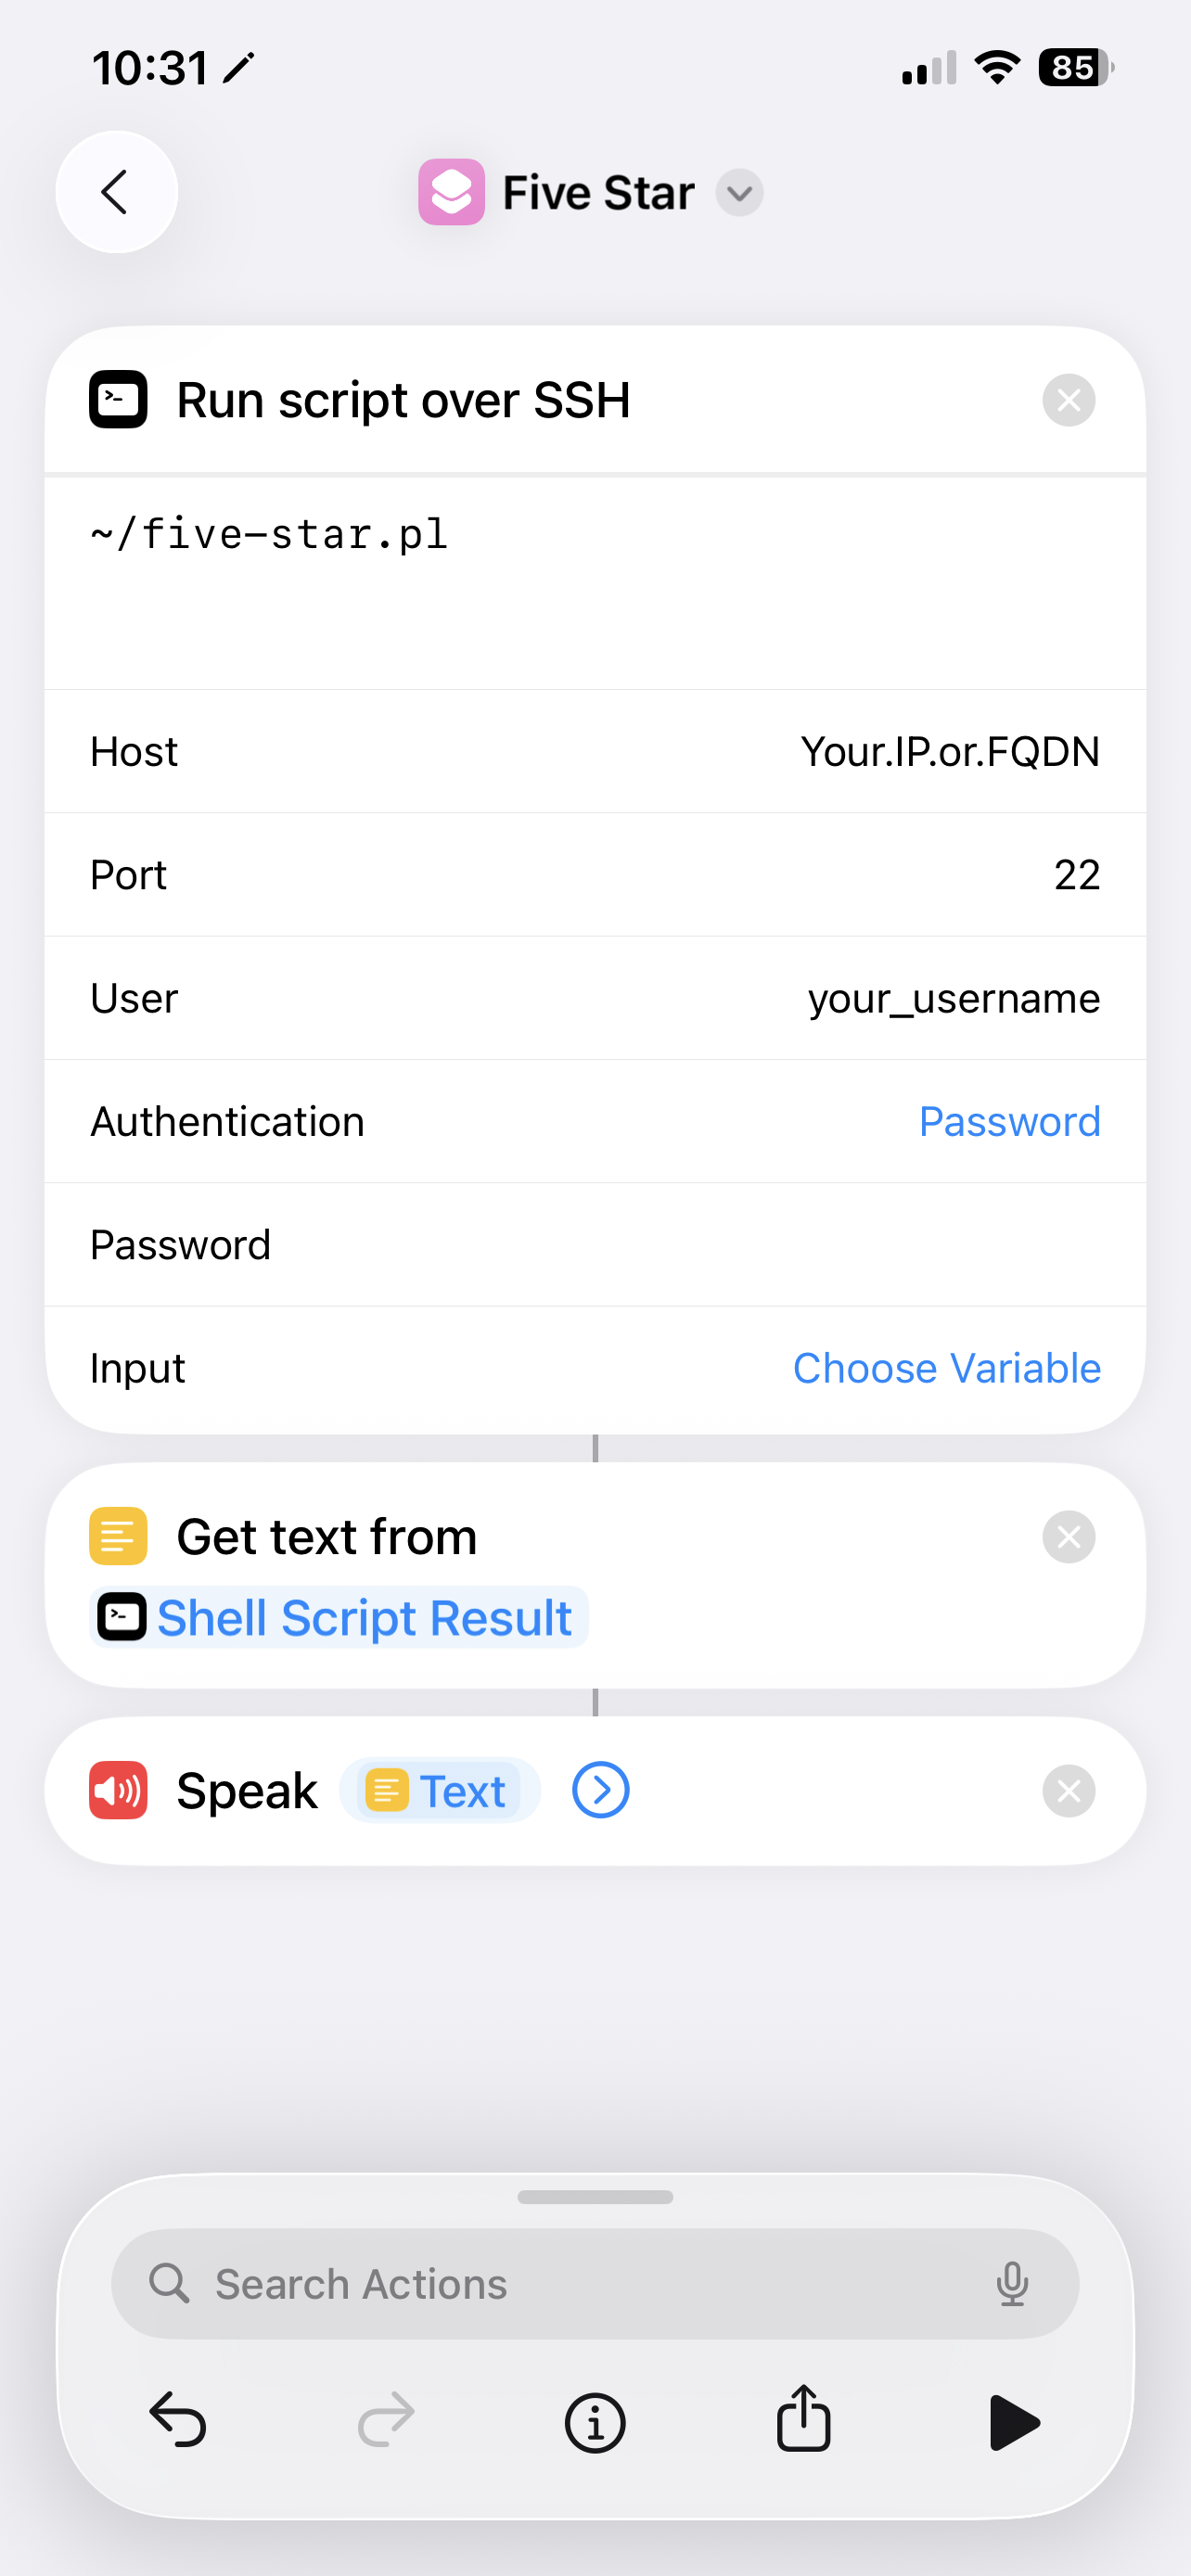 10:31
85
Five Star
Run script over SSH
~/five-star.pl
Host Your.IP.or.FQDN
Port 22
User your_username
Authentication Password
Password
Input Choose Variable
Get text from
Shell Script Result
Speak Text
Search Actions